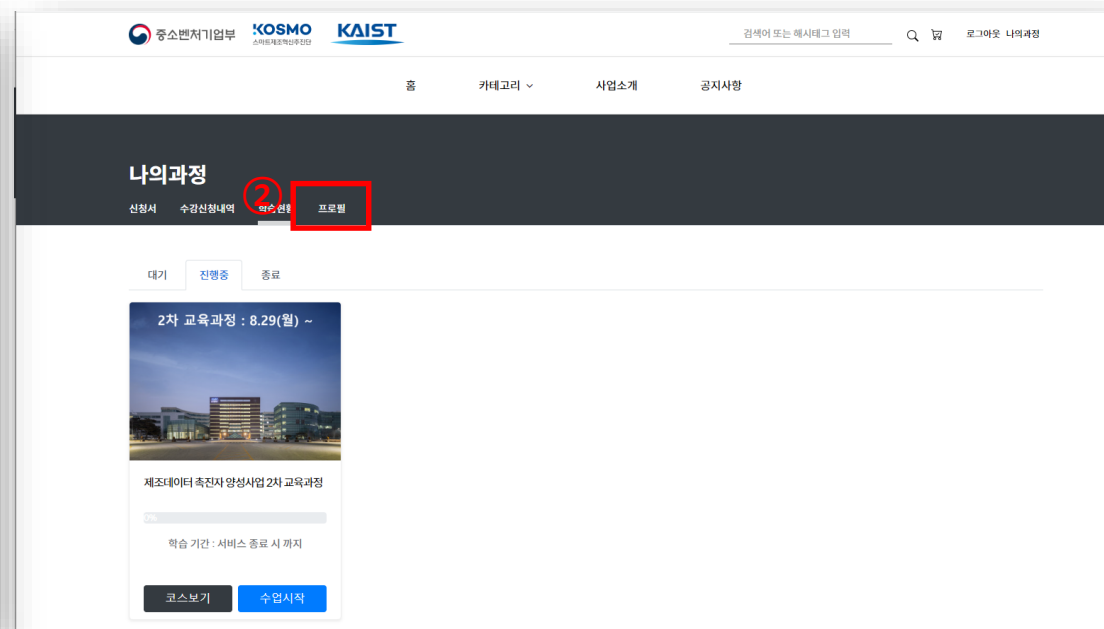 중소벤처기업부 KOSMO 스마트제조혁신추진단 KAIST 검색어 또는 해시태그 입력 로그아웃 나의과정
홈 카테고리 사업소개 공지사항
나의과정
②
신청서 수강신청내역 학습현황 프로필
대기 진행중 종료
2차 교육과정 : 8.29(월) ~
제조데이터 촉진자 양성사업 2차 교육과정
0%
학습 기간 : 서비스 종료 시 까지
코스보기 수업시작